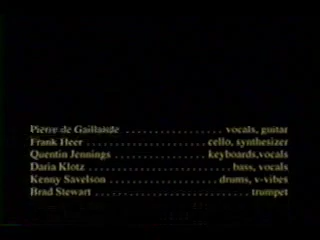 Pierre de Gaillande .................... vocals, guitar
Frank Heer ........................ cello, synthesizer
Quentin Jennings .................. keyboards,vocals
Daria Klotz ............................ bass, vocals
Kenny Savelson ..................... drums, v-vibes
Brad Stewart ............................... trumpet